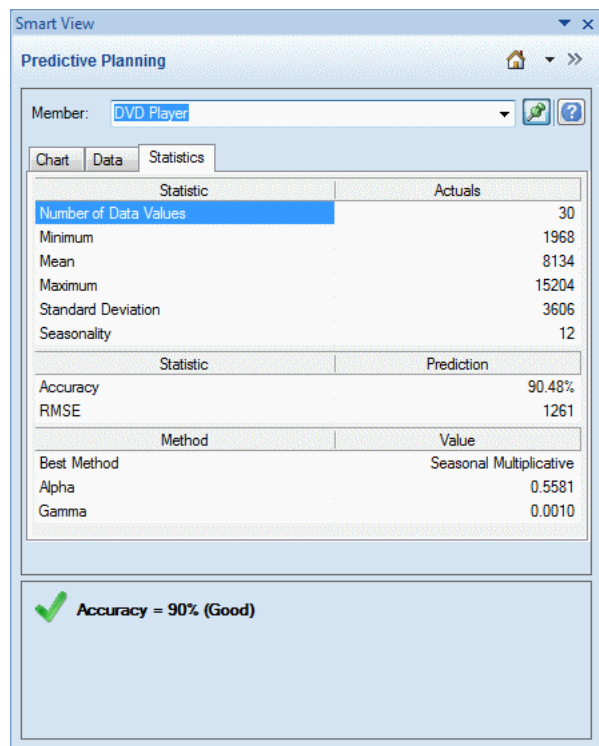 Smart View
Predictive Planning
Member: DVD Player
Chart Data Statistics
Statistic Actuals
Number of Data Values 30
Minimum 1968
Mean 8134
Maximum 15204
Standard Deviation 3606
Seasonality 12
Statistic Prediction
Accuracy 90.48%
RMSE 1261
Method Value
Best Method Seasonal Multiplicative
Alpha 0.5581
Gamma 0.0010
Accuracy = 90% (Good)